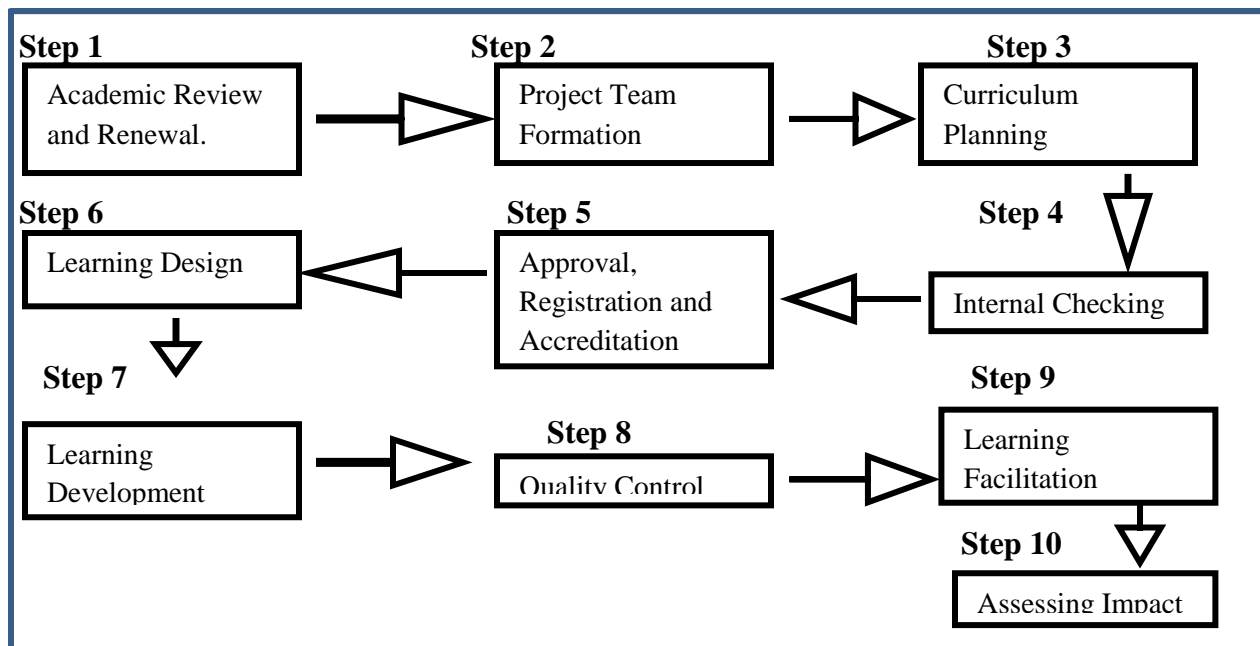 Step 1
Academic Review
and Renewal.
Step 2
Project Team
Formation
Step 3
Curriculum
Planning
Step 4
Internal Checking
Step 5
Approval,
Registration and
Accreditation
Step 6
Learning Design
Step 7
Learning
Development
Step 8
Quality Control
Step 9
Learning
Facilitation
Step 10
Assessing Impact